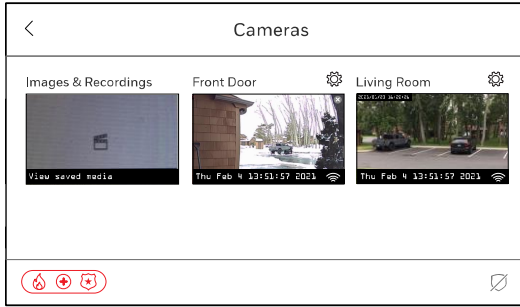 Cameras
Images & Recordings
Front Door
Living Room
View saved media
Thu Feb 4 13:51:57 2021
Thu Feb 4 13:51:57 2021